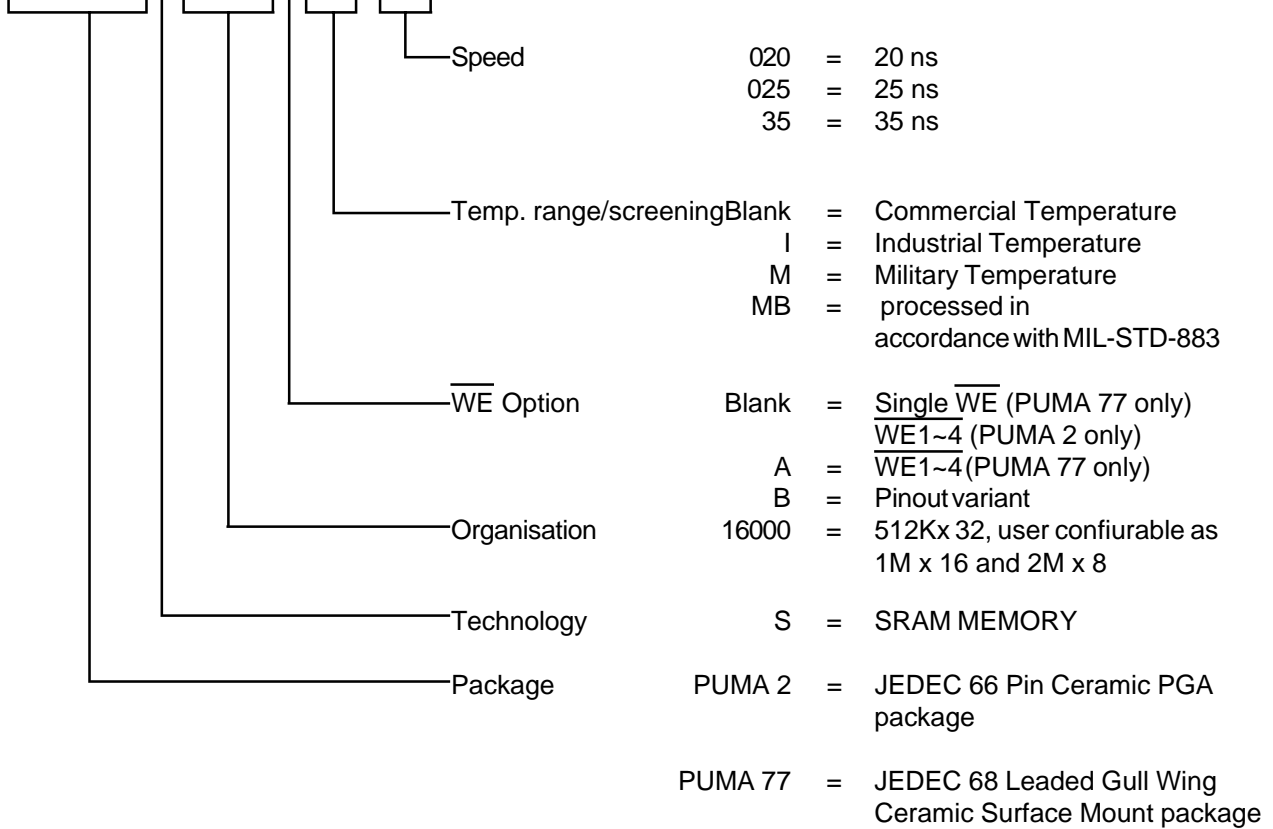 Speed 020 = 20 ns
025 = 25 ns
35 = 35 ns
Temp. range/screeningBlank = Commercial Temperature
I = Industrial Temperature
M = Military Temperature
MB = processed in
accordance with MIL-STD-883
WE Option Blank = Single WE (PUMA 77 only)
WE1~4 (PUMA 2 only)
A = WE1~4 (PUMA 77 only)
B = Pinout variant
Organisation 16000 = 512K x 32, user confiurable as
1M x 16 and 2M x 8
Technology S = SRAM MEMORY
Package PUMA 2 = JEDEC 66 Pin Ceramic PGA
package
PUMA 77 = JEDEC 68 Leaded Gull Wing
Ceramic Surface Mount package